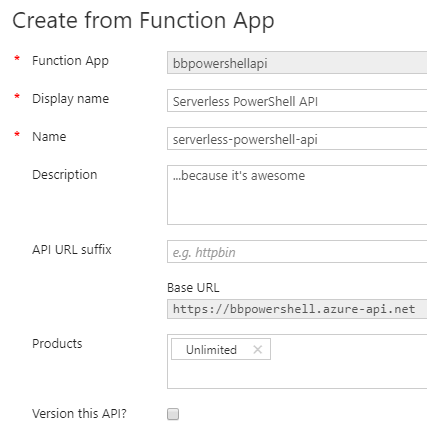 Create from Function App
* Function App bbpowershellapi
* Display name Serverless PowerShell API
* Name serverless-powershell-api
Description ...because it's awesome
API URL suffix e.g. httpbin
Base URL
https://bbpowershell.azure-api.net
Products Unlimited ×
Version this API?